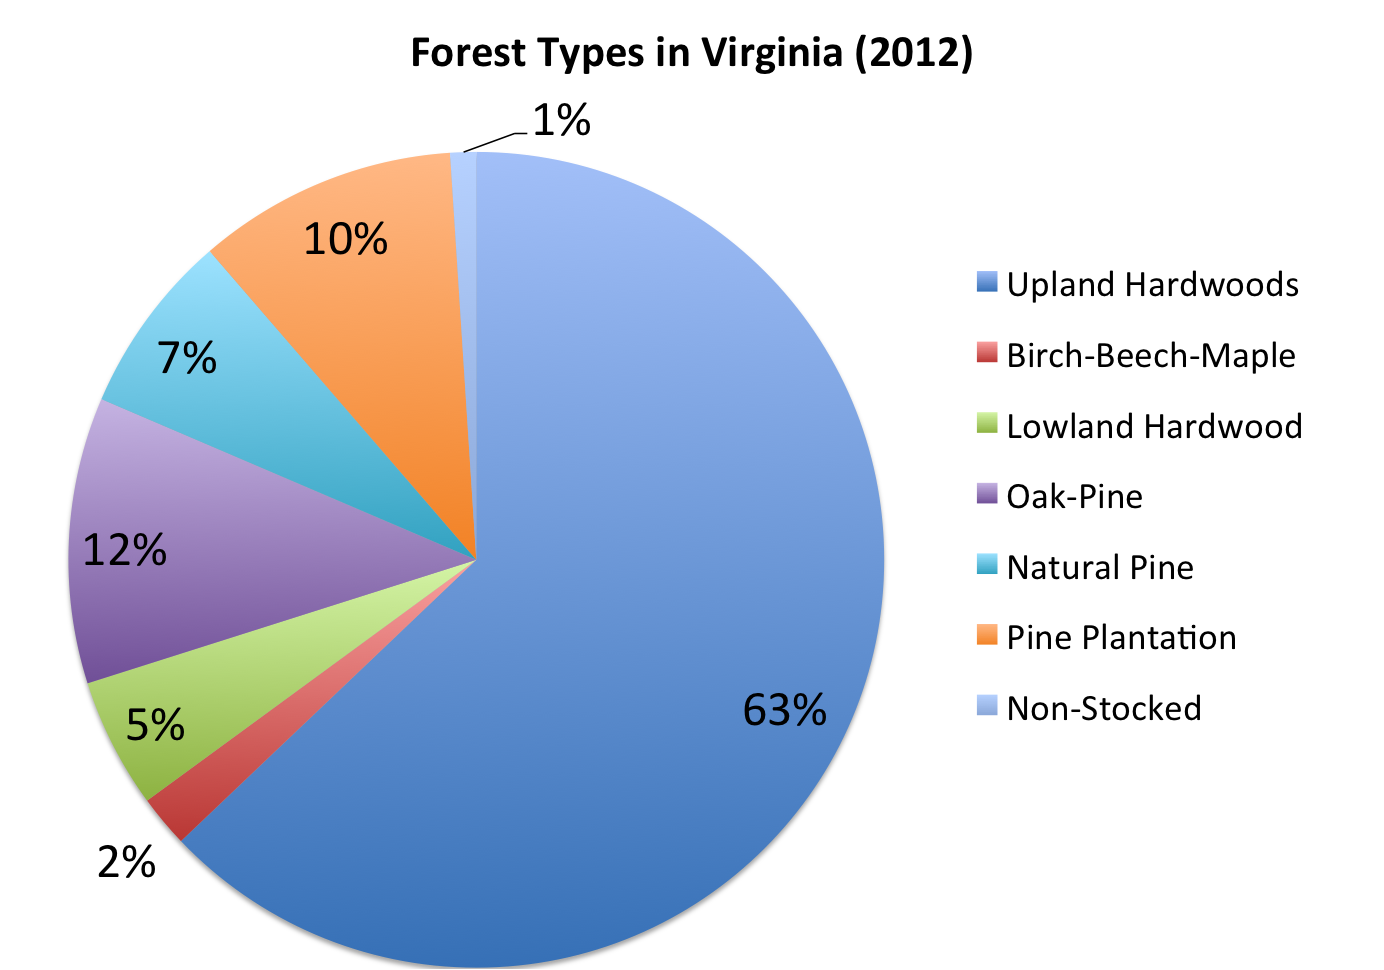 Forest Types in Virginia (2012)
1%
10%
7%
12%
5%
2%
63%
Upland Hardwoods
Birch-Beech-Maple
Lowland Hardwood
Oak-Pine
Natural Pine
Pine Plantation
Non-Stocked